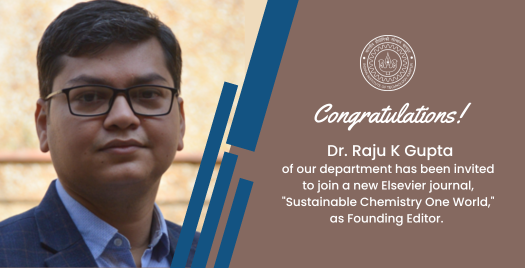 Congratulations!
Dr. Raju K Gupta
of our department has been invited
to join a new Elsevier journal,
"Sustainable Chemistry One World,"
as Founding Editor.